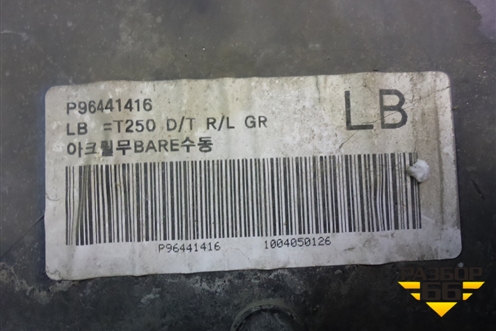 P96441416
LB =T250 D/T R/L GR
LB
아크릴무BARE수동
P96441416 1004050126
РАЗБОР
66